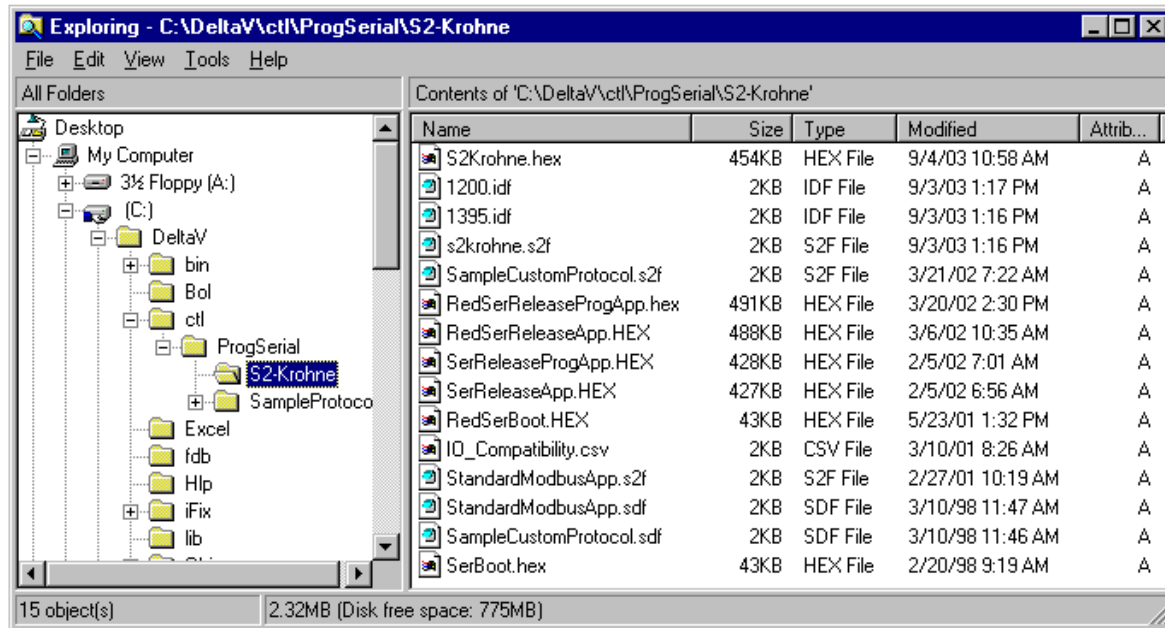 Exploring - C:\DeltaV\ctl\ProgSerial\S2-Krohne
File Edit View Tools Help
All Folders
Contents of 'C:\DeltaV\ctl\ProgSerial\S2-Krohne'
Desktop
My Computer
3½ Floppy (A:)
(C:)
DeltaV
bin
Bol
ctl
ProgSerial
S2-Krohne
SampleProtoco
Excel
fdb
Hlp
iFix
lib
Name Size Type Modified Attrib...
S2Krohne.hex 454KB HEX File 9/4/03 10:58 AM A
1200.idf 2KB IDF File 9/3/03 1:17 PM A
1395.idf 2KB IDF File 9/3/03 1:16 PM A
s2krohne.s2f 2KB S2F File 9/3/03 1:16 PM A
SampleCustomProtocol.s2f 2KB S2F File 3/21/02 7:22 AM A
RedSerReleaseProgApp.hex 491KB HEX File 3/20/02 2:30 PM A
RedSerReleaseApp.HEX 488KB HEX File 3/6/02 10:35 AM A
SerReleaseProgApp.HEX 428KB HEX File 2/5/02 7:01 AM A
SerReleaseApp.HEX 427KB HEX File 2/5/02 6:56 AM A
RedSerBoot.HEX 43KB HEX File 5/23/01 1:32 PM A
IO_Compatibility.csv 2KB CSV File 3/10/01 8:26 AM A
StandardModbusApp.s2f 2KB S2F File 2/27/01 10:19 AM A
StandardModbusApp.sdf 2KB SDF File 3/10/98 11:47 AM A
SampleCustomProtocol.sdf 2KB SDF File 3/10/98 11:46 AM A
SerBoot.hex 43KB HEX File 2/20/98 9:19 AM A
15 object(s)
2.32MB (Disk free space: 775MB)